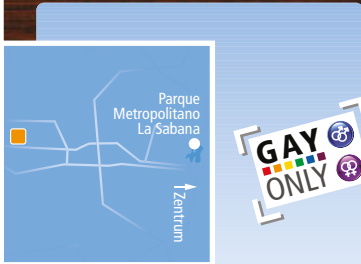 Parque
Metropolitano
La Sabana
Zentrum
GAY
ONLY